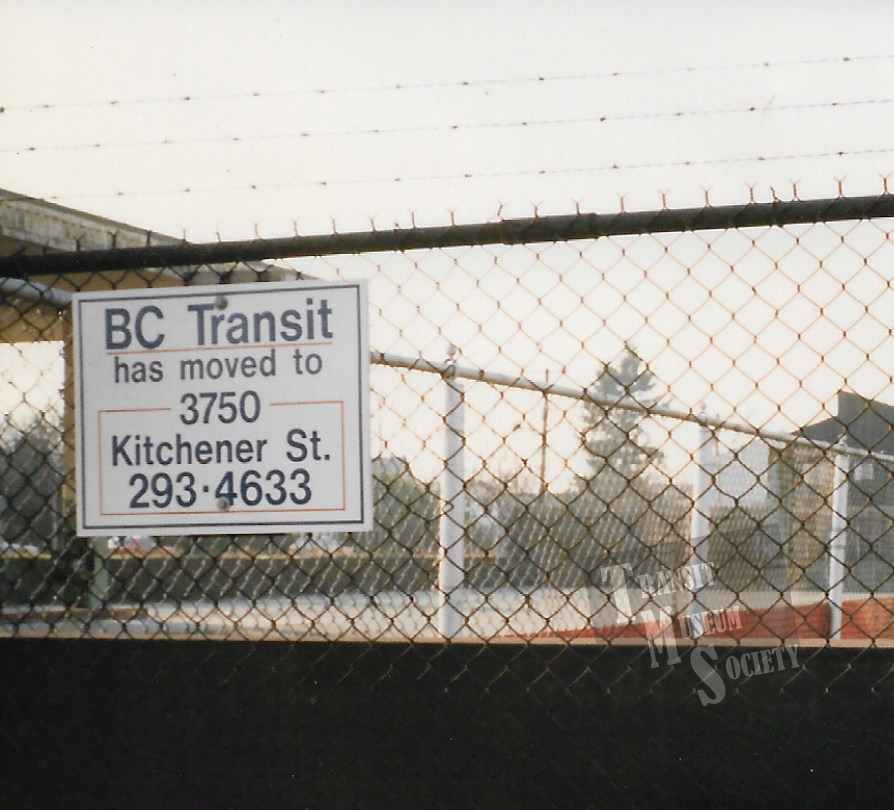 BC Transit
has moved to
3750
Kitchener St.
293·4633
TRANSIT
MUSEUM
SOCIETY